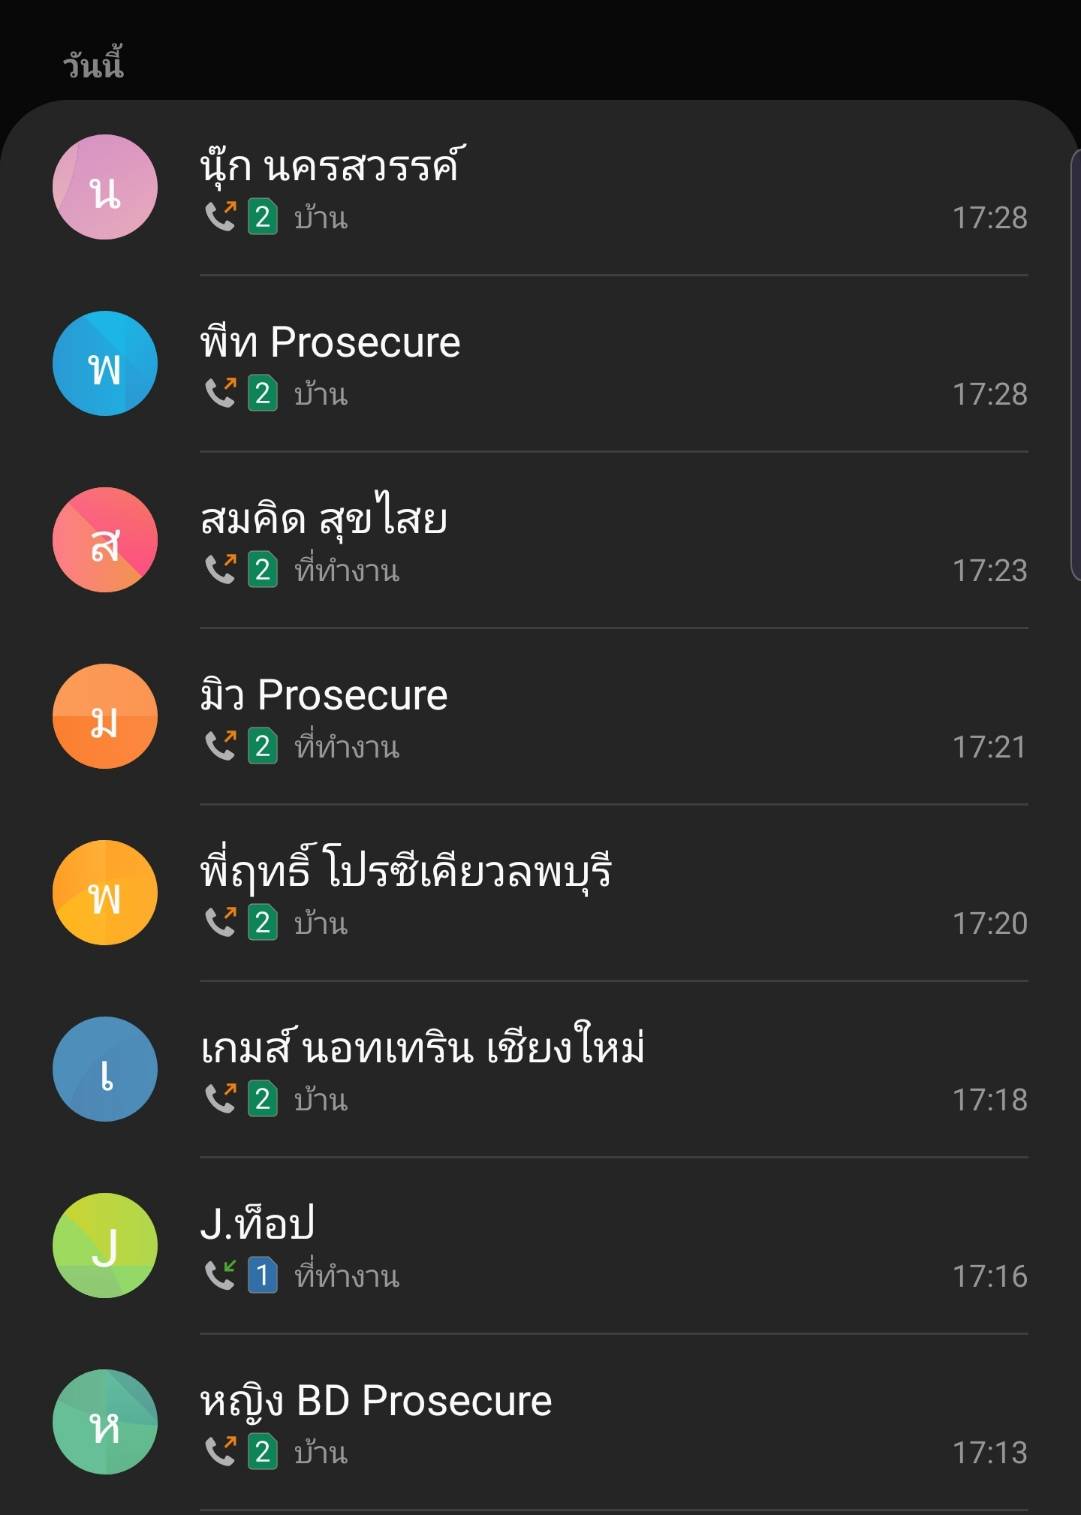 วันนี้
น
นุ๊ก นครสวรรค์
2 บ้าน
17:28
พ
พีท Prosecure
2 บ้าน
17:28
ส
สมคิด สุขไสย
2 ที่ทำงาน
17:23
ม
มิว Prosecure
2 ที่ทำงาน
17:21
พ
พี่ฤทธิ์ โปรซีเคียวลพบุรี
2 บ้าน
17:20
เ
เกมส์ นอทเทริน เชียงใหม่
2 บ้าน
17:18
J
J.ท็อป
1 ที่ทำงาน
17:16
ห
หญิง BD Prosecure
2 บ้าน
17:13